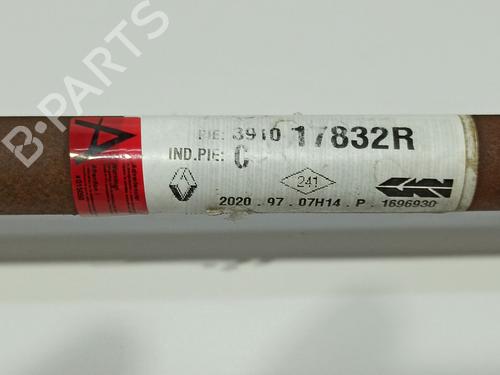 B-PARTS
PIE: 3910 17832R
IND.PIE: C
241
2020 . 97 . 07H14 . P . 1696930